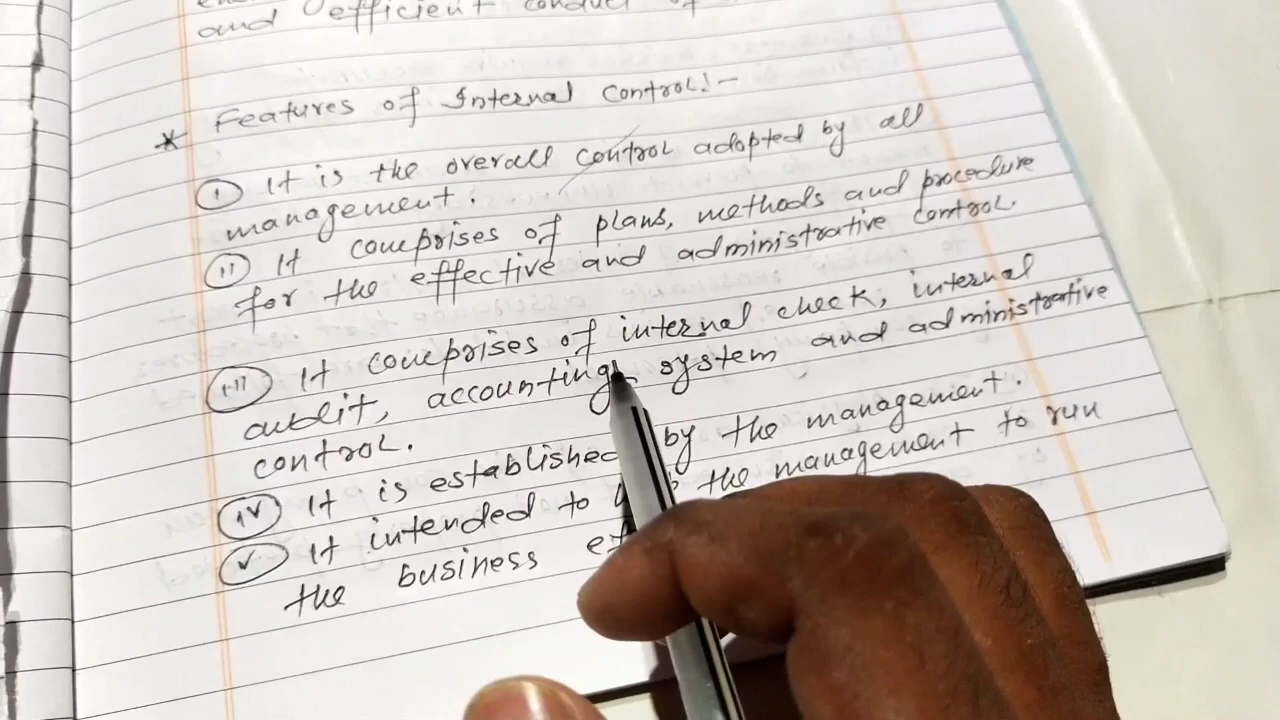 and efficient conduct of
* Features of Internal Control:-
(i) It is the overall control adopted by all
management.
(ii) It comprises of plans, methods and procedure
for the effective and administrative control.
(iii) It comprises of internal check, internal
audit, accounting system and administrative
control.
(iv) It is established by the management.
(v) It intended to the management to run
the business